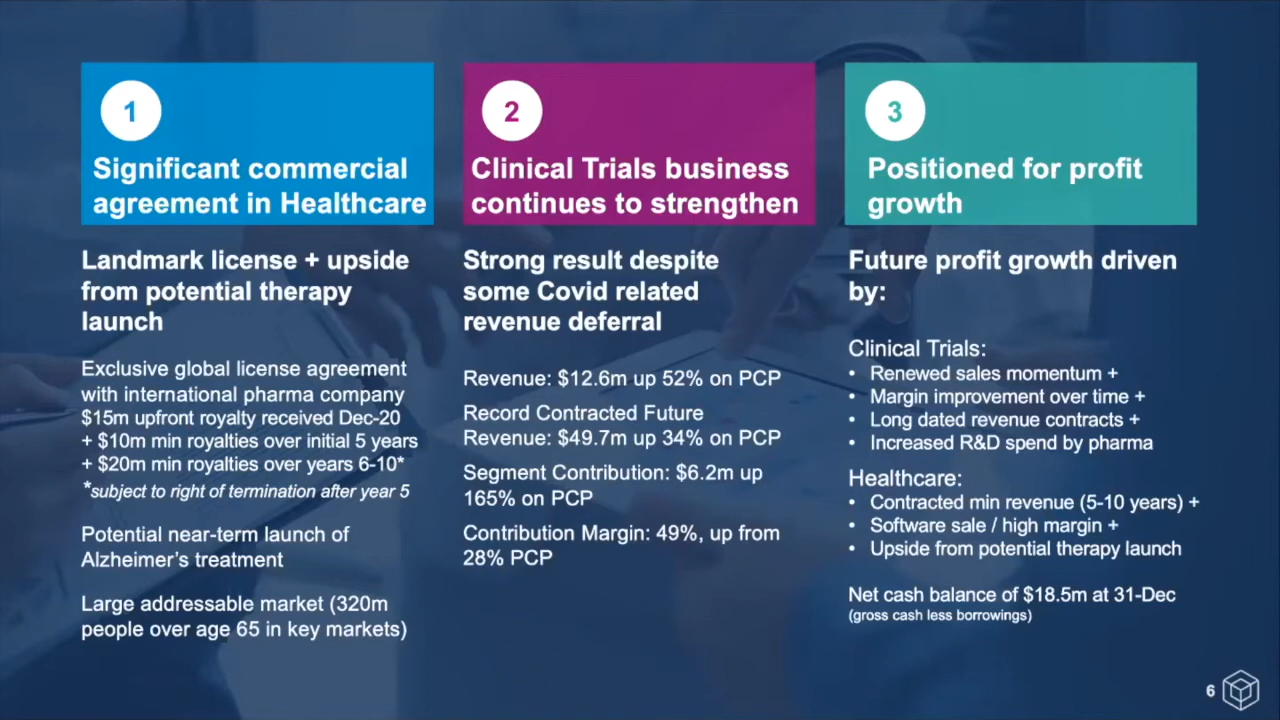 1
Significant commercial
agreement in Healthcare
Landmark license + upside
from potential therapy
launch
Exclusive global license agreement
with international pharma company
$15m upfront royalty received Dec-20
+ $10m min royalties over initial 5 years
+ $20m min royalties over years 6-10*
*subject to right of termination after year 5
Potential near-term launch of
Alzheimer's treatment
Large addressable market (320m
people over age 65 in key markets)
2
Clinical Trials business
continues to strengthen
Strong result despite
some Covid related
revenue deferral
Revenue: $12.6m up 52% on PCP
Record Contracted Future
Revenue: $49.7m up 34% on PCP
Segment Contribution: $6.2m up
165% on PCP
Contribution Margin: 49%, up from
28% PCP
3
Positioned for profit
growth
Future profit growth driven
by:
Clinical Trials:
• Renewed sales momentum +
• Margin improvement over time +
• Long dated revenue contracts +
• Increased R&D spend by pharma
Healthcare:
• Contracted min revenue (5-10 years) +
• Software sale / high margin +
• Upside from potential therapy launch
Net cash balance of $18.5m at 31-Dec
(gross cash less borrowings)
6